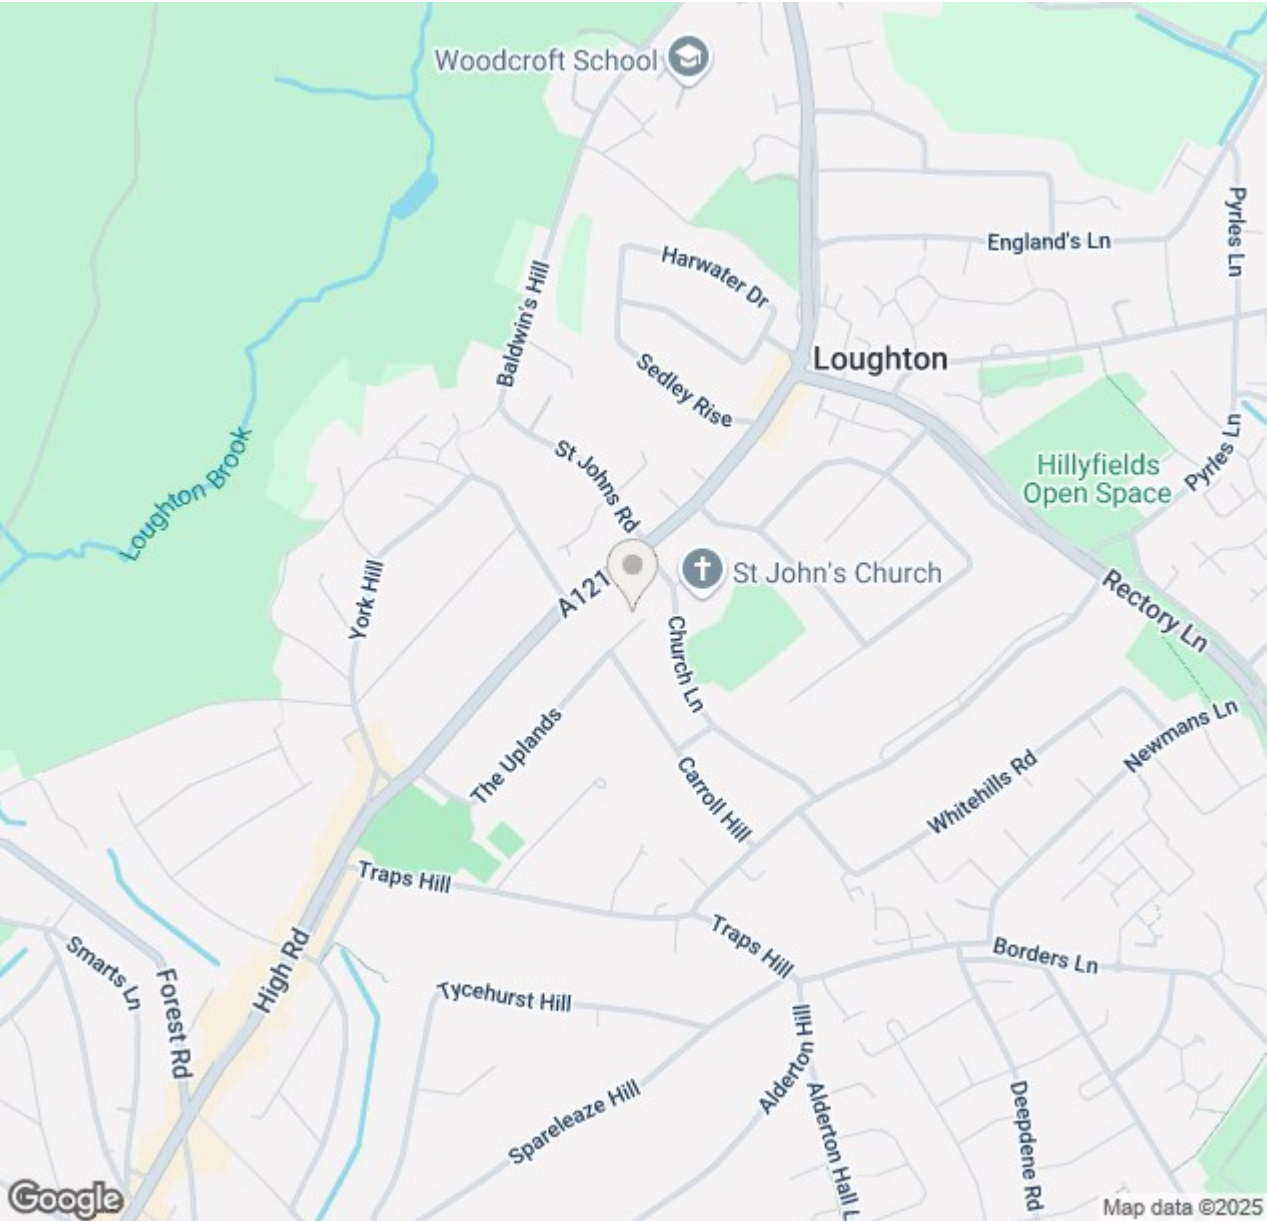 Woodcroft School
Pyrles Ln
England's Ln
Harwater Dr
Baldwin's Hill
Loughton
Sedley Rise
Pyrles Ln
Hillyfields
Open Space
St Johns Rd
Loughton Brook
A121
St John's Church
York Hill
Rectory Ln
Church Ln
The Uplands
Newmans Ln
Carroll Hill
Whitehills Rd
Traps Hill
Traps Hill
High Rd
Smarts Ln
Forest Rd
Borders Ln
Tycehurst Hill
Alderton Hill
Spareleaze Hill
Alderton Hall L
Deepdene Rd
Google
Map data ©2025